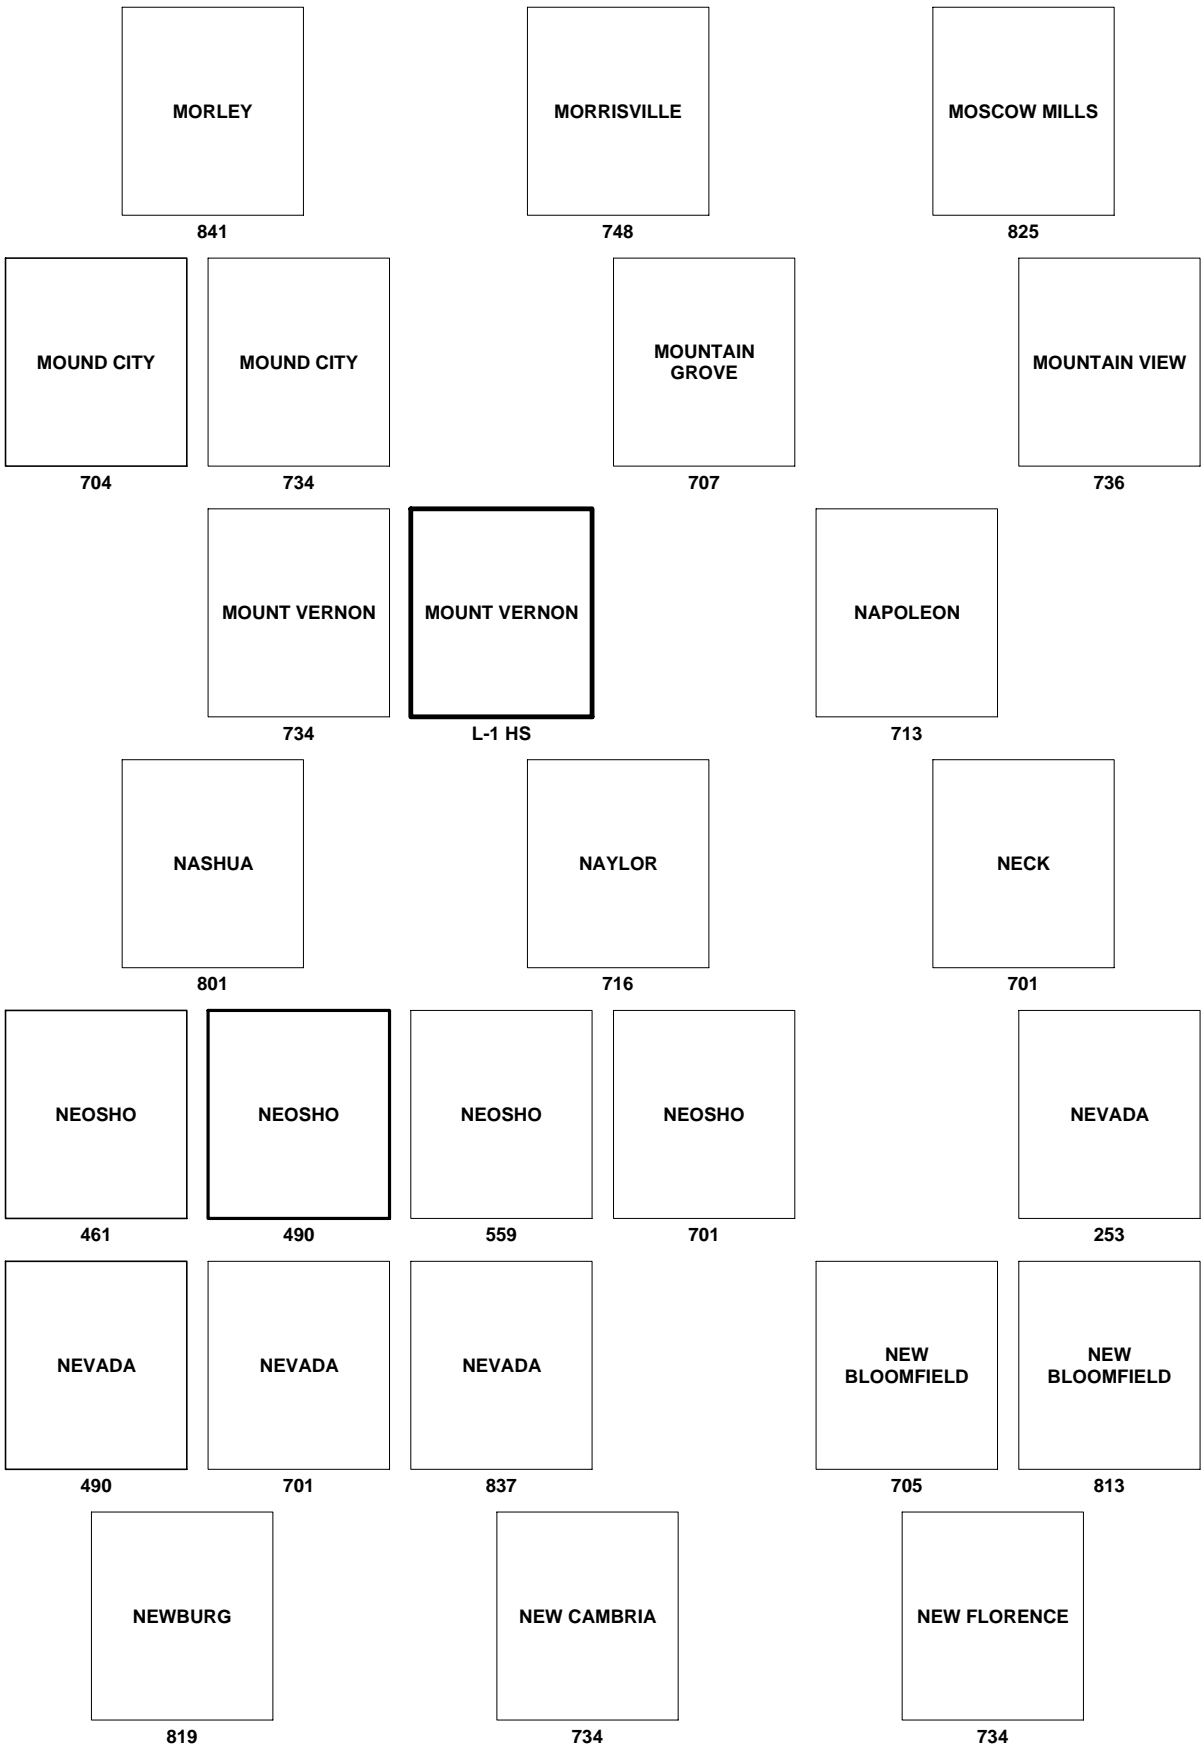 MORLEY
841
MORRISVILLE
748
MOSCOW MILLS
825
MOUND CITY
704
MOUND CITY
734
MOUNTAIN
GROVE
707
MOUNTAIN VIEW
736
MOUNT VERNON
734
MOUNT VERNON
L-1 HS
NAPOLEON
713
NASHUA
801
NAYLOR
716
NECK
701
NEOSHO
461
NEOSHO
490
NEOSHO
559
NEOSHO
701
NEVADA
253
NEVADA
490
NEVADA
701
NEVADA
837
NEW
BLOOMFIELD
705
NEW
BLOOMFIELD
813
NEWBURG
819
NEW CAMBRIA
734
NEW FLORENCE
734